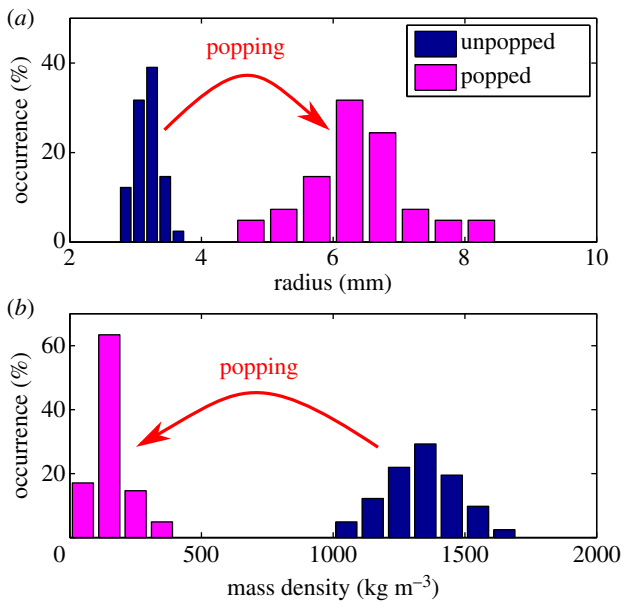 (a)
occurrence (%)
40
20
0
popping
unpopped
popped
2
4
6
8
10
radius (mm)
(b)
occurrence (%)
60
40
20
popping
0
500
1000
1500
2000
mass density (kg m⁻³)